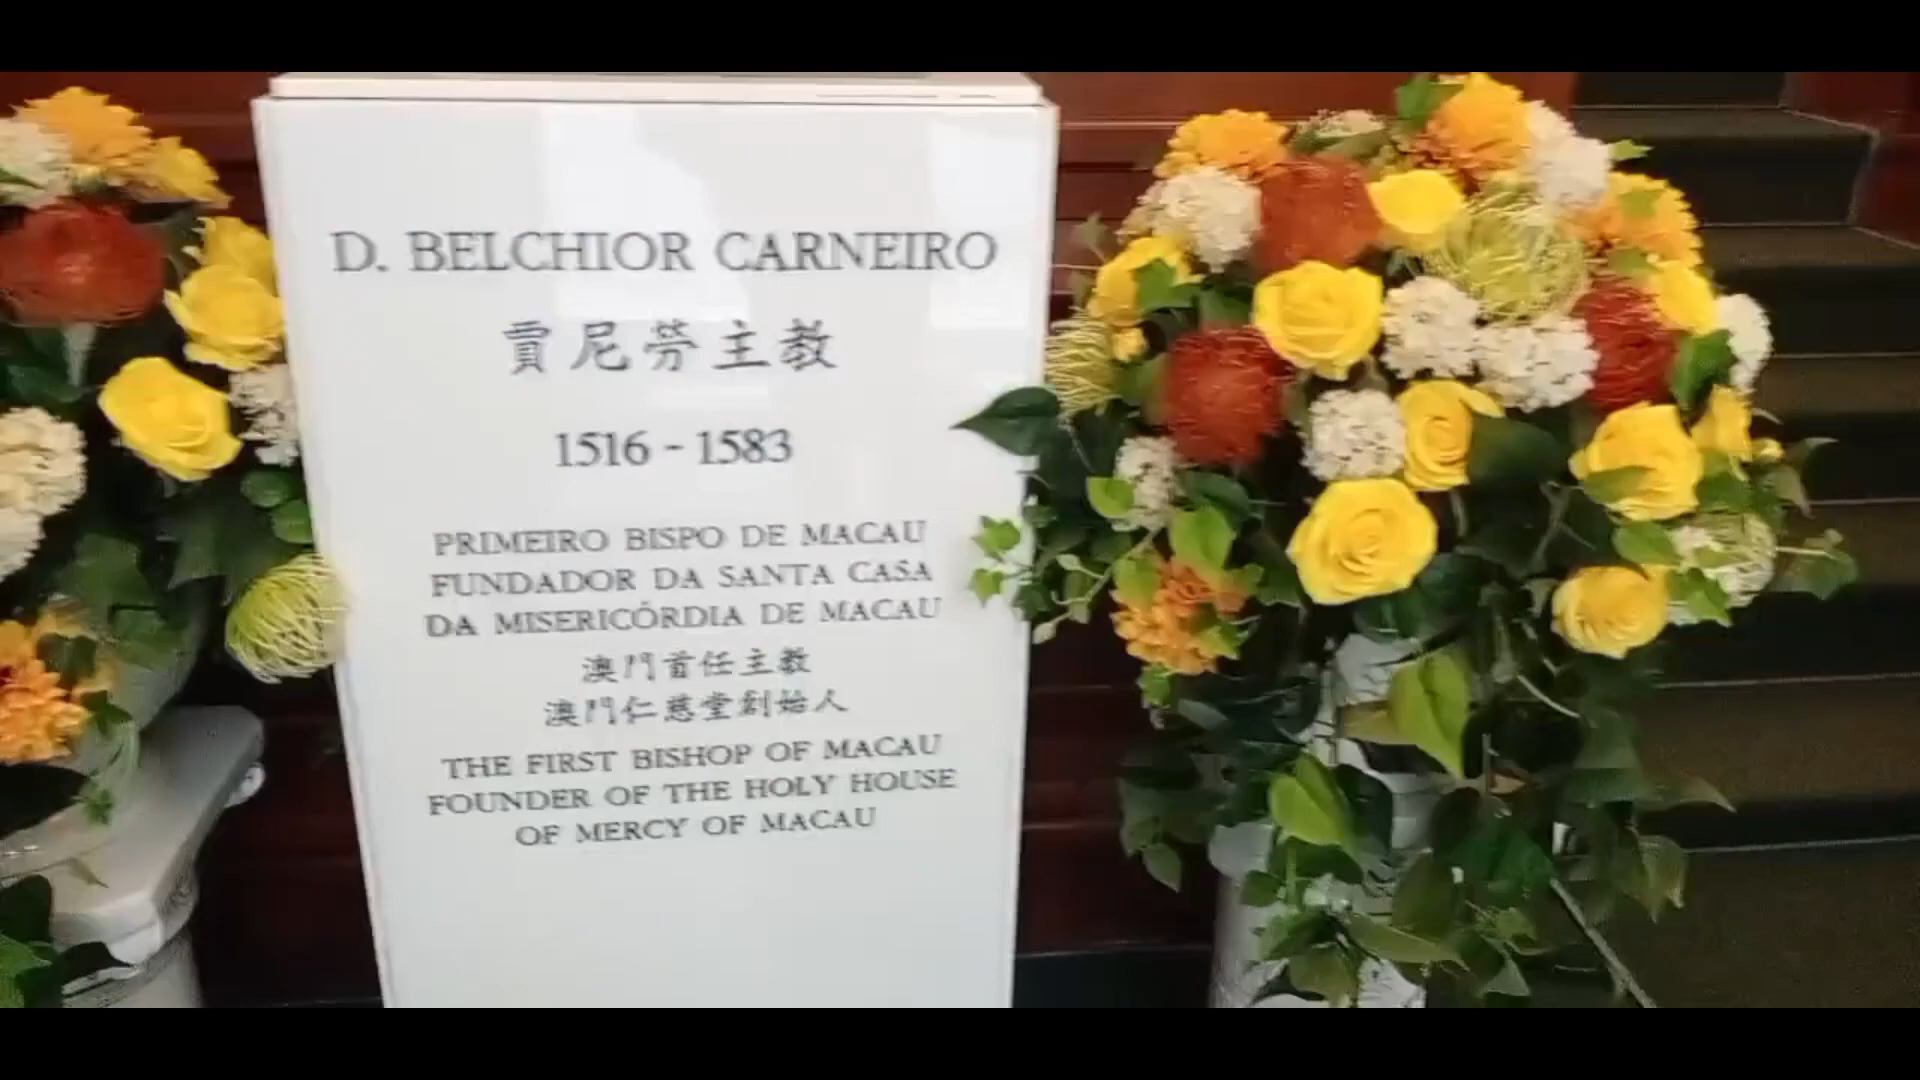 D. BELCHIOR CARNEIRO
賈尼勞主教
1516 - 1583
PRIMEIRO BISPO DE MACAU
FUNDADOR DA SANTA CASA
DA MISERICÓRDIA DE MACAU
澳門首任主教
澳門仁慈堂創始人
THE FIRST BISHOP OF MACAU
FOUNDER OF THE HOLY HOUSE
OF MERCY OF MACAU